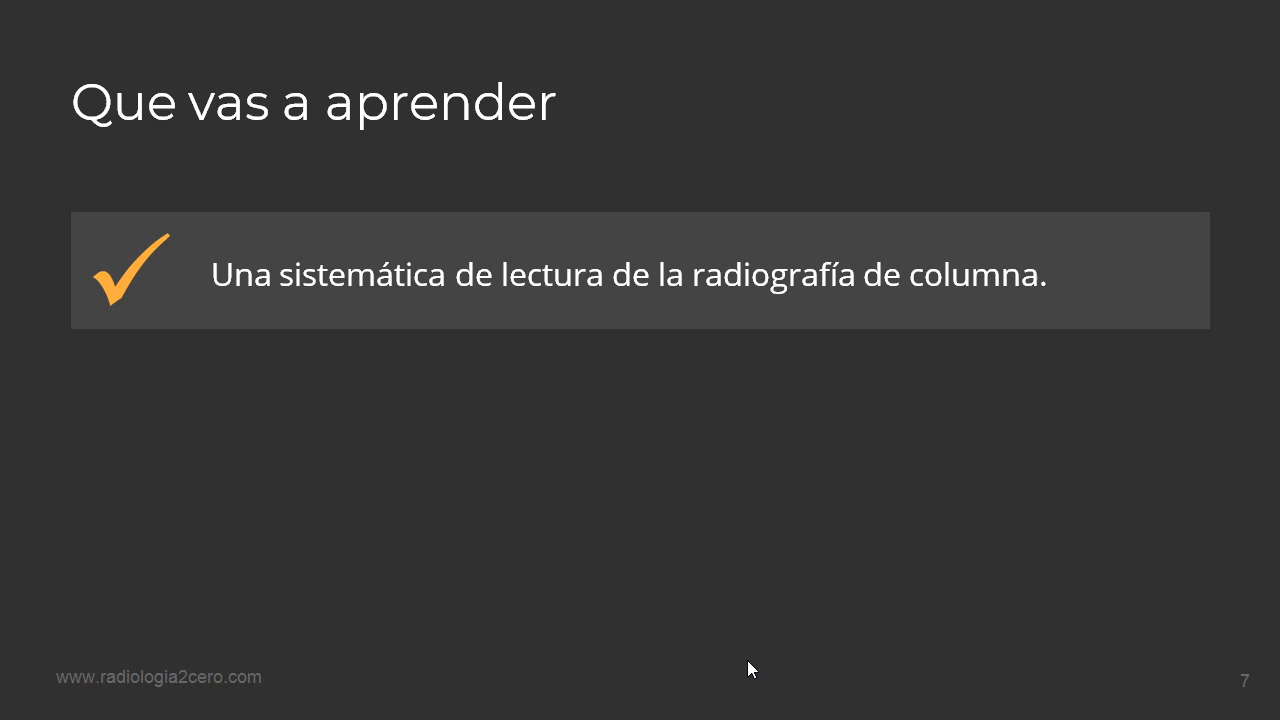 Que vas a aprender
Una sistemática de lectura de la radiografía de columna.
www.radiologia2cero.com
7